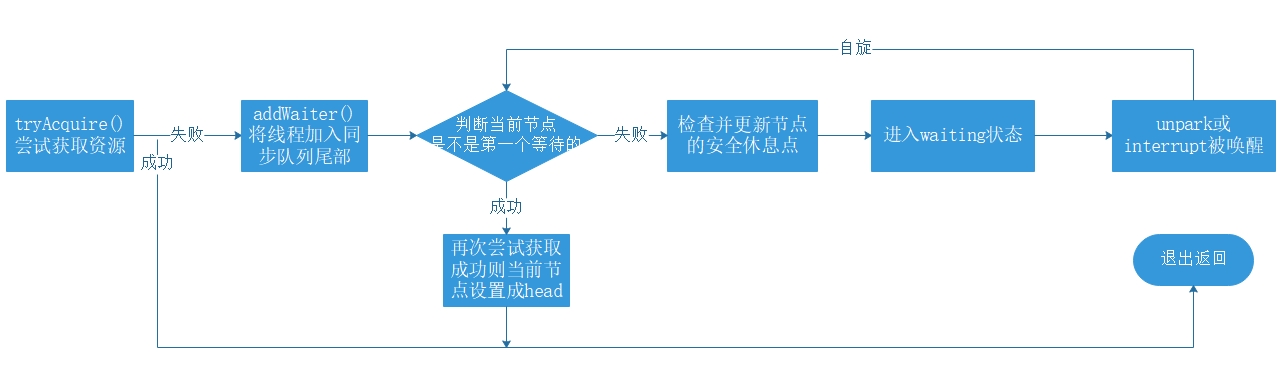 自旋
tryAcquire()
尝试获取资源
失败
成功
addWaiter()
将线程加入同
步队列尾部
判断当前节点
是不是第一个等待的
失败
检查并更新节点
的安全休息点
进入waiting状态
unpark或
interrupt被唤醒
成功
再次尝试获取
成功则当前节
点设置成head
退出返回